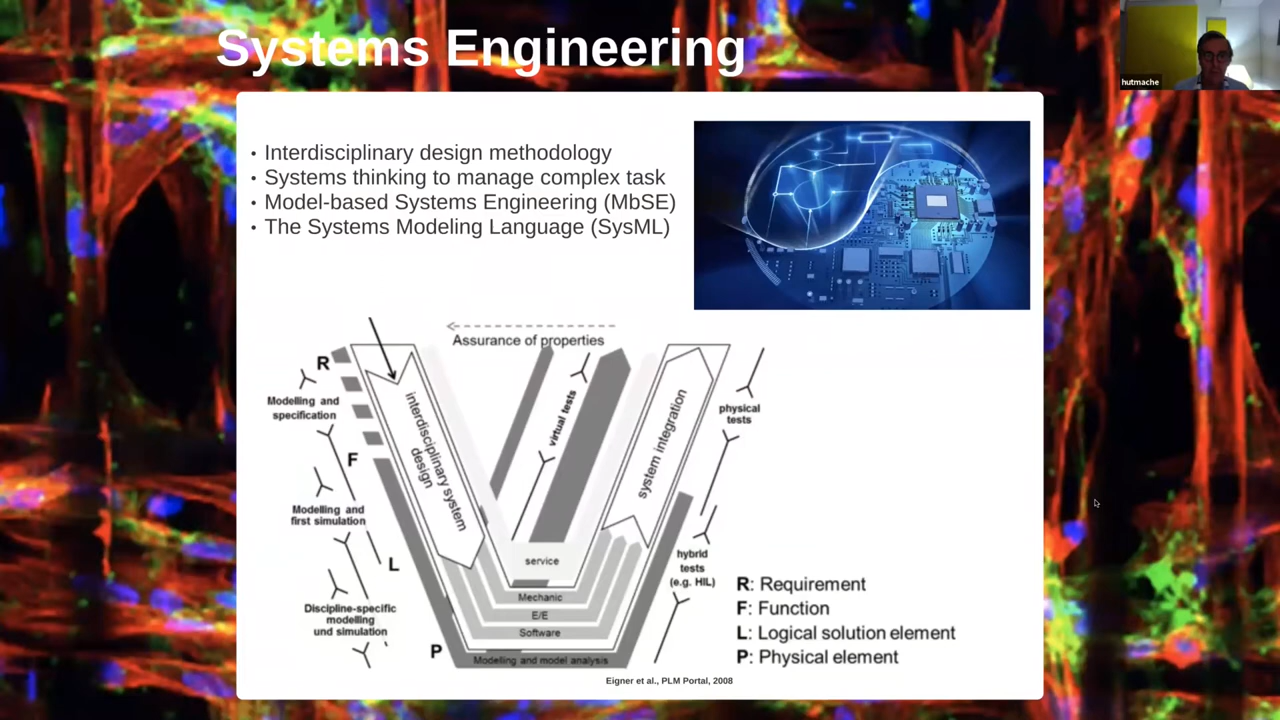 Systems Engineering
hutmache
• Interdisciplinary design methodology
• Systems thinking to manage complex task
• Model-based Systems Engineering (MbSE)
• The Systems Modeling Language (SysML)
Assurance of properties
R
Modelling and
specification
F
Modelling and
first simulation
L
Discipline-specific
modelling
und simulation
P
interdisciplinary system
design
virtual tests
system integration
physical
tests
hybrid
tests
(e.g. HIL)
service
Mechanic
E/E
Software
Modelling and model analysis
R: Requirement
F: Function
L: Logical solution element
P: Physical element
Eigner et al., PLM Portal, 2008